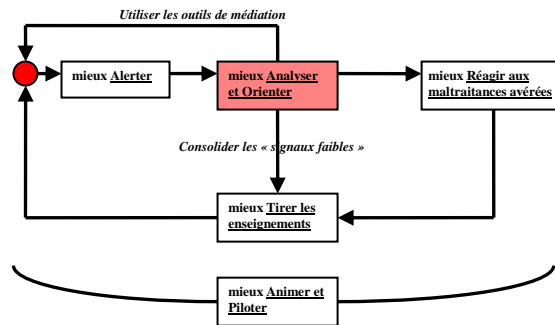 Utiliser les outils de médiation
mieux Alerter
mieux Analyser
et Orienter
mieux Réagir aux
maltraitances avérées
Consolider les « signaux faibles »
mieux Tirer les
enseignements
mieux Animer et
Piloter